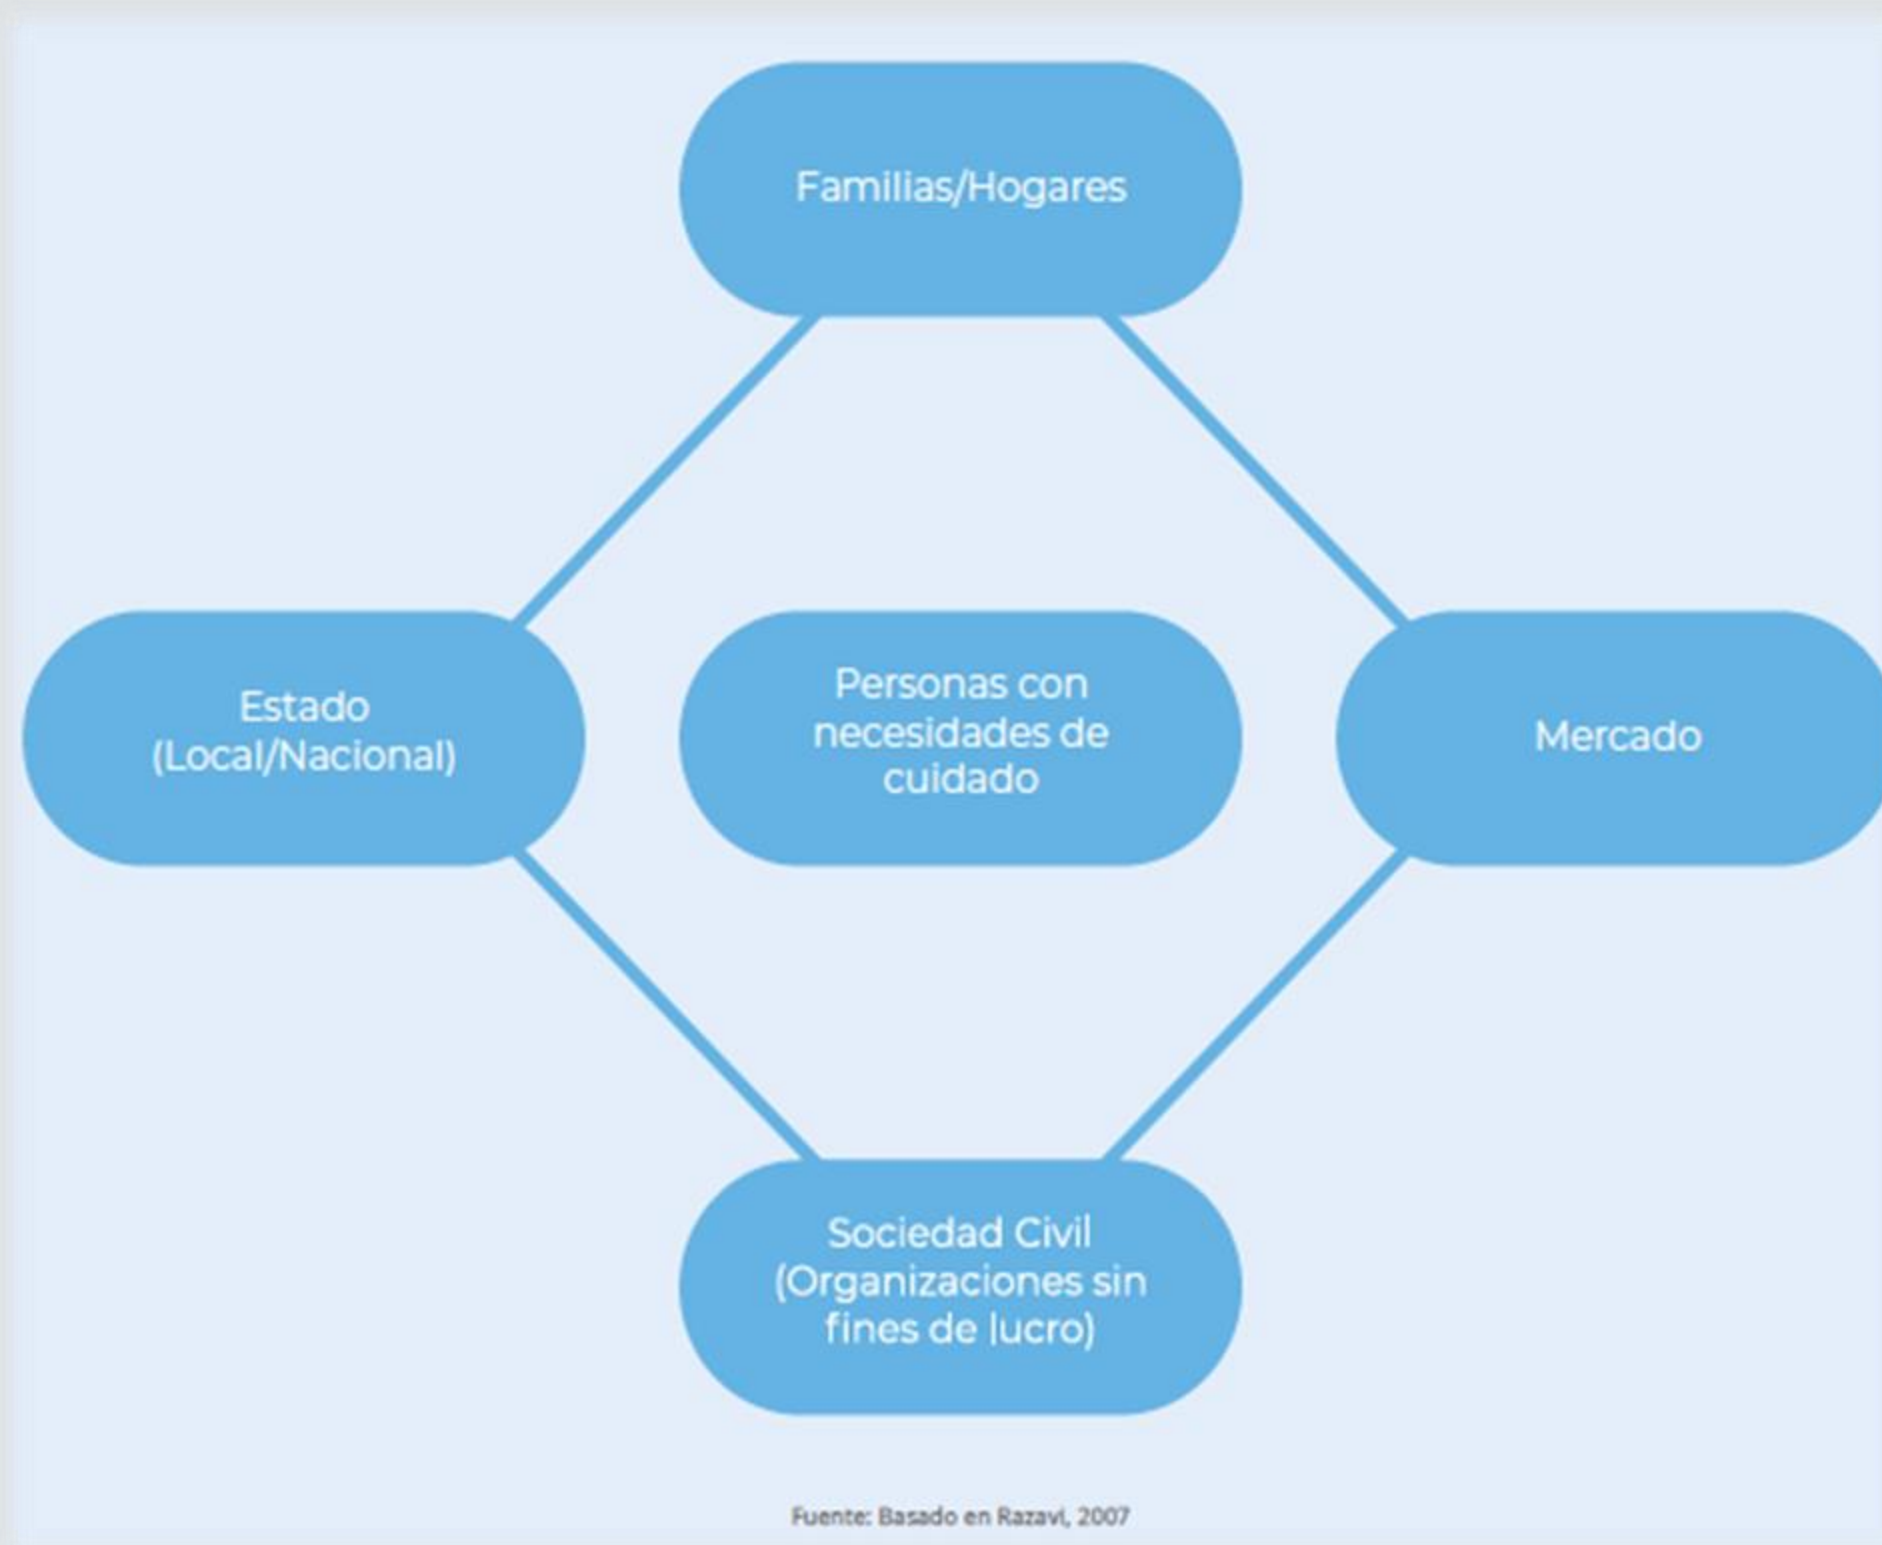 Familias/Hogares
Estado
(Local/Nacional)
Personas con
necesidades de
cuidado
Mercado
Sociedad Civil
(Organizaciones sin
fines de lucro)
Fuente: Basado en Razavi, 2007